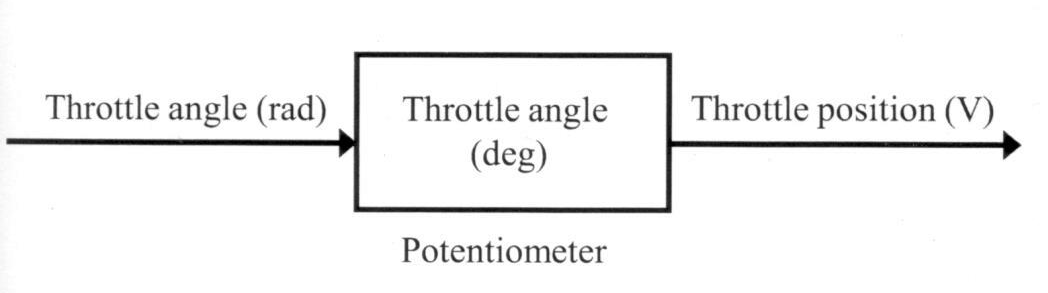 Throttle angle (rad)
Throttle angle
(deg)
Throttle position (V)
Potentiometer